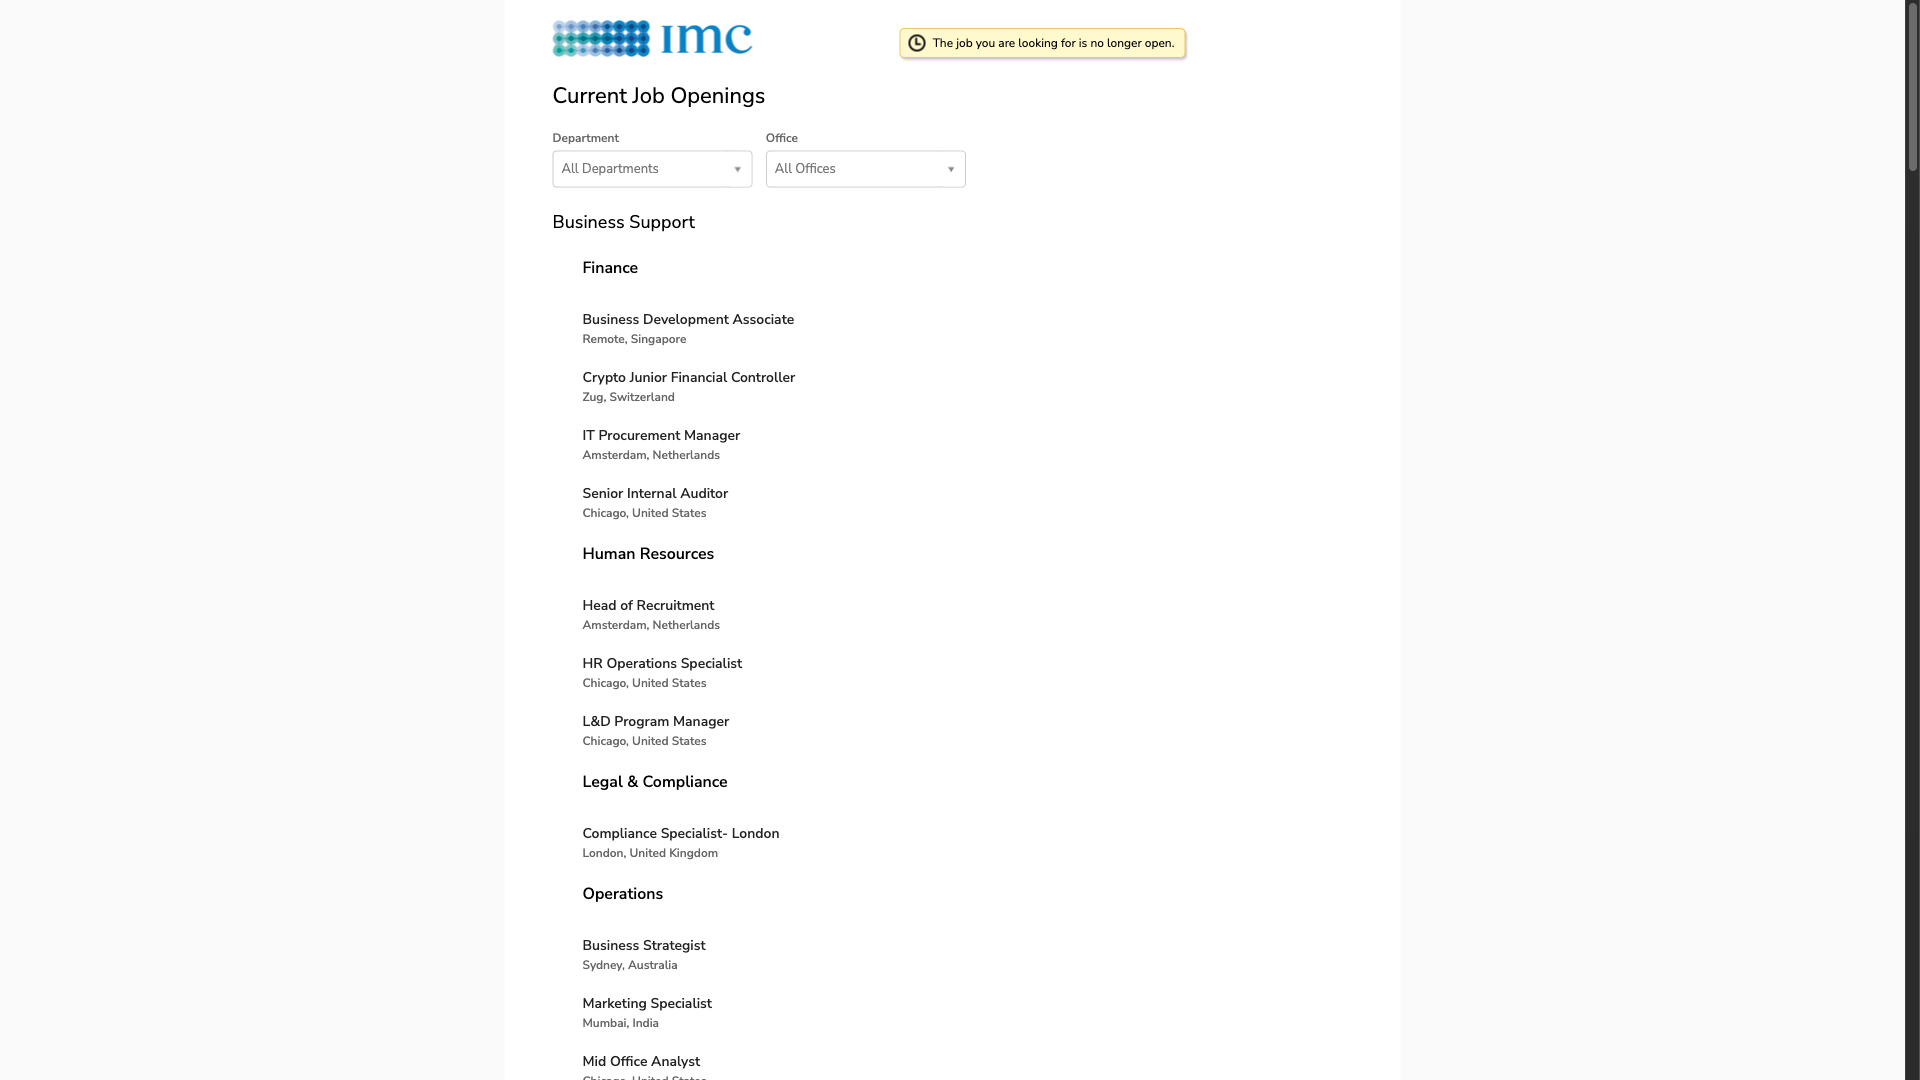 imc
The job you are looking for is no longer open.
Current Job Openings
Department
Office
All Departments
All Offices
Business Support
Finance
Business Development Associate
Remote, Singapore
Crypto Junior Financial Controller
Zug, Switzerland
IT Procurement Manager
Amsterdam, Netherlands
Senior Internal Auditor
Chicago, United States
Human Resources
Head of Recruitment
Amsterdam, Netherlands
HR Operations Specialist
Chicago, United States
L&D Program Manager
Chicago, United States
Legal & Compliance
Compliance Specialist- London
London, United Kingdom
Operations
Business Strategist
Sydney, Australia
Marketing Specialist
Mumbai, India
Mid Office Analyst
Chicago, United States